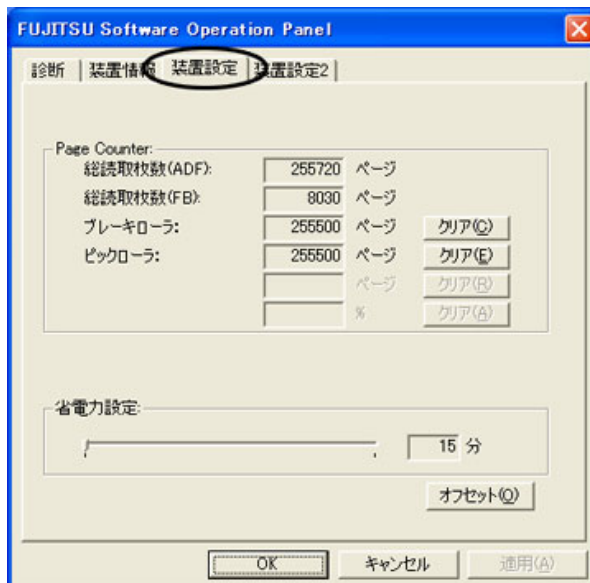 FUJITSU Software Operation Panel
診断 装置情報 装置設定 装置設定2
Page Counter:
総読取枚数(ADF): 255720 ページ
総読取枚数(FB): 8030 ページ
ブレーキローラ: 255500 ページ クリア(C)
ピックローラ: 255500 ページ クリア(E)
ページ クリア(R)
% クリア(A)
省電力設定:
15 分
オフセット(O)
OK キャンセル 適用(A)